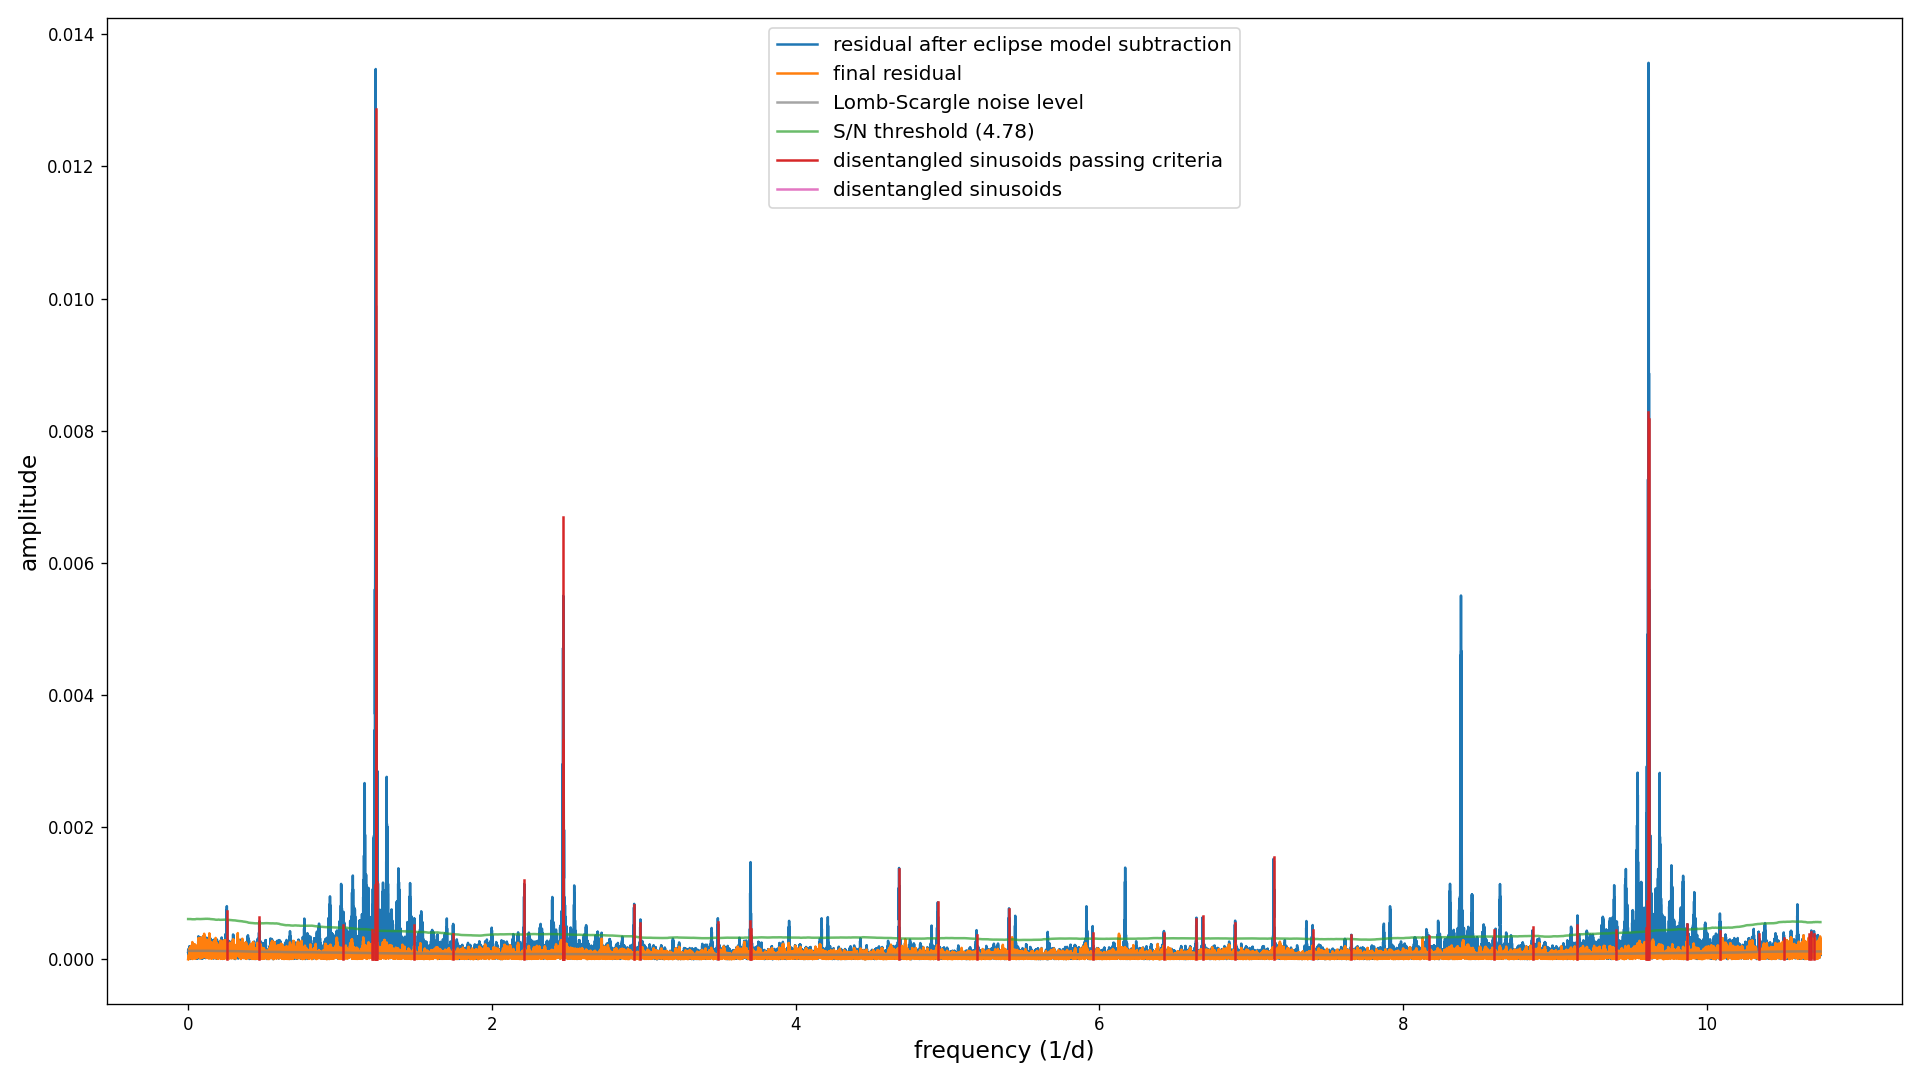 residual after eclipse model subtraction
final residual
Lomb-Scargle noise level
S/N threshold (4.78)
disentangled sinusoids passing criteria
disentangled sinusoids
amplitude
0.014
0.012
0.010
0.008
0.006
0.004
0.002
0.000
0 2 4 6 8 10
frequency (1/d)